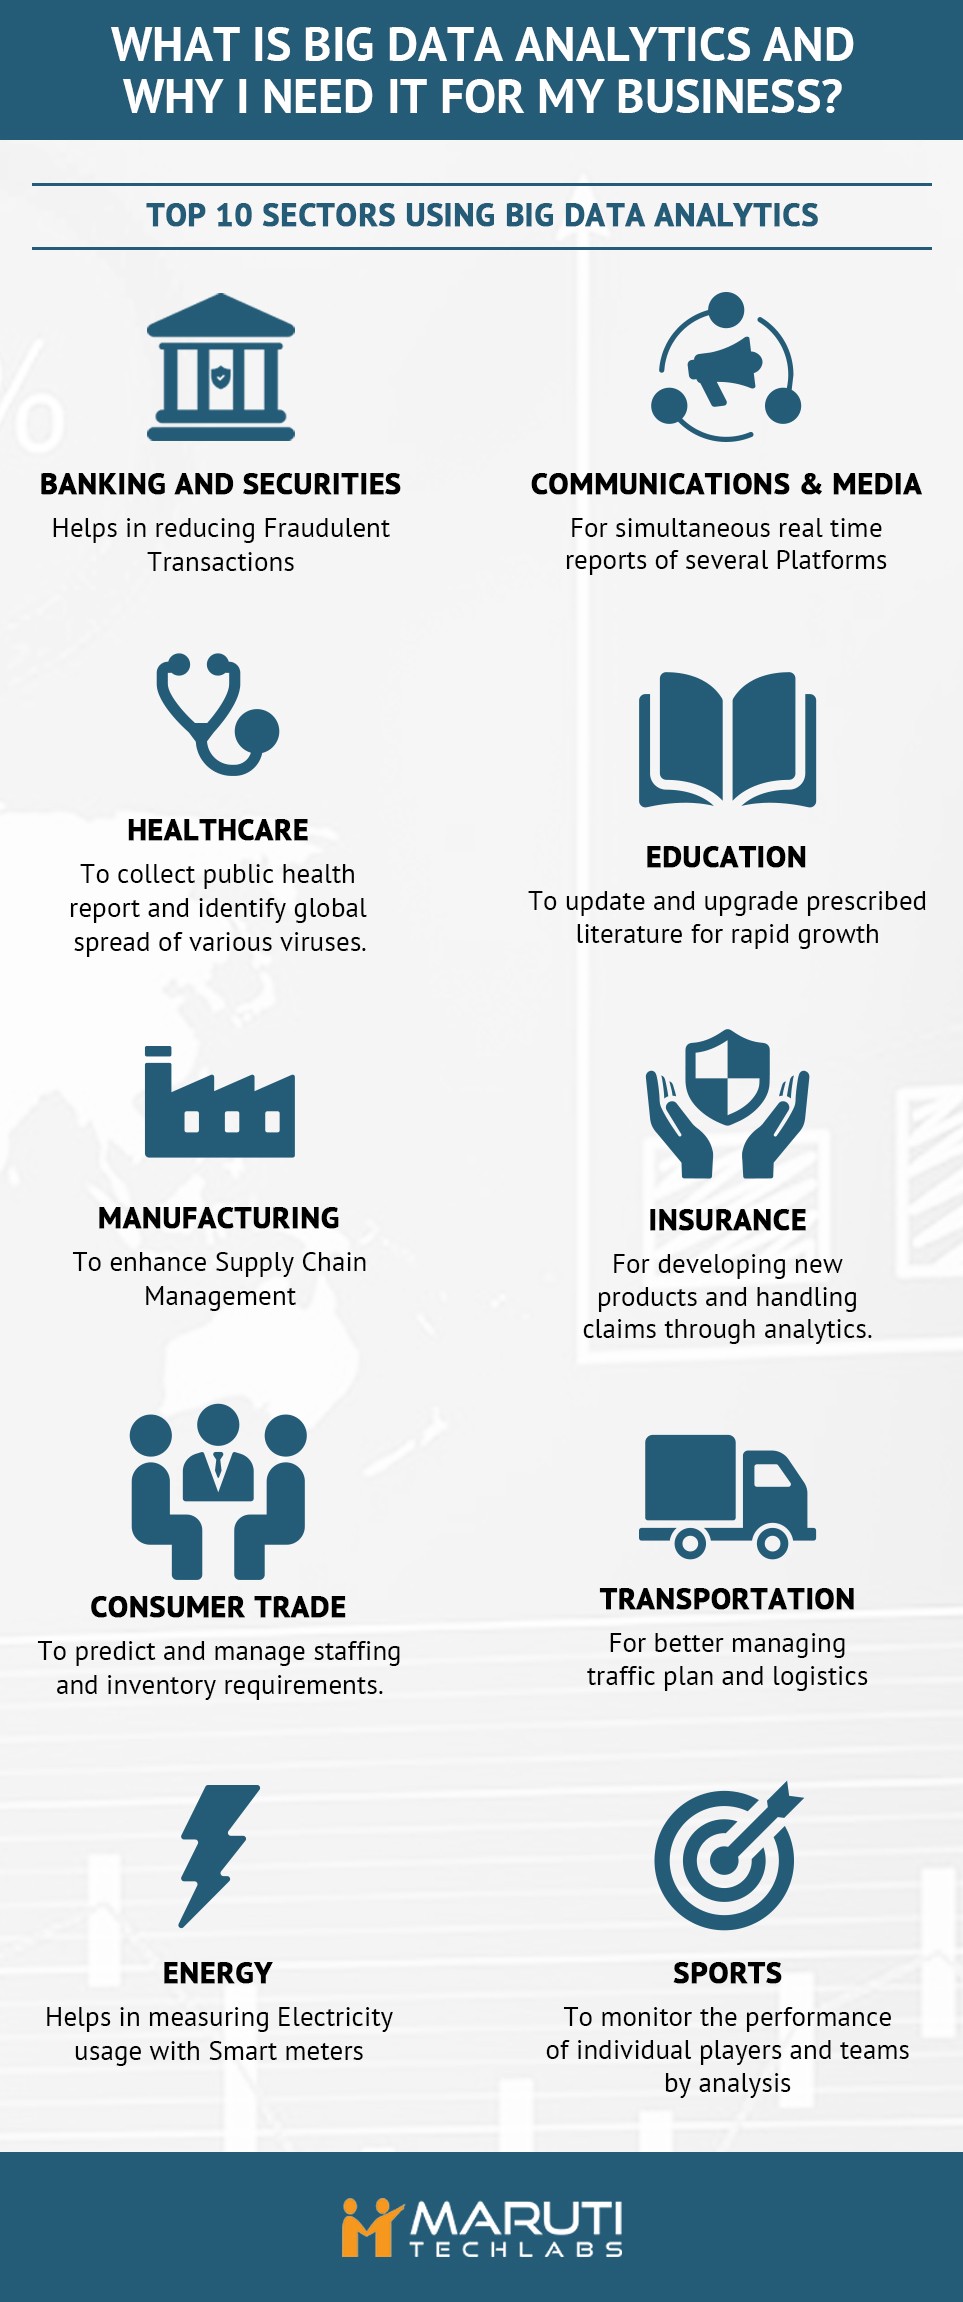 WHAT IS BIG DATA ANALYTICS AND
WHY I NEED IT FOR MY BUSINESS?
TOP 10 SECTORS USING BIG DATA ANALYTICS
BANKING AND SECURITIES
Helps in reducing Fraudulent
Transactions
COMMUNICATIONS & MEDIA
For simultaneous real time
reports of several Platforms
HEALTHCARE
To collect public health
report and identify global
spread of various viruses.
EDUCATION
To update and upgrade prescribed
literature for rapid growth
MANUFACTURING
To enhance Supply Chain
Management
INSURANCE
For developing new
products and handling
claims through analytics.
CONSUMER TRADE
To predict and manage staffing
and inventory requirements.
TRANSPORTATION
For better managing
traffic plan and logistics
ENERGY
Helps in measuring Electricity
usage with Smart meters
SPORTS
To monitor the performance
of individual players and teams
by analysis
MARUTI
TECHLABS
%